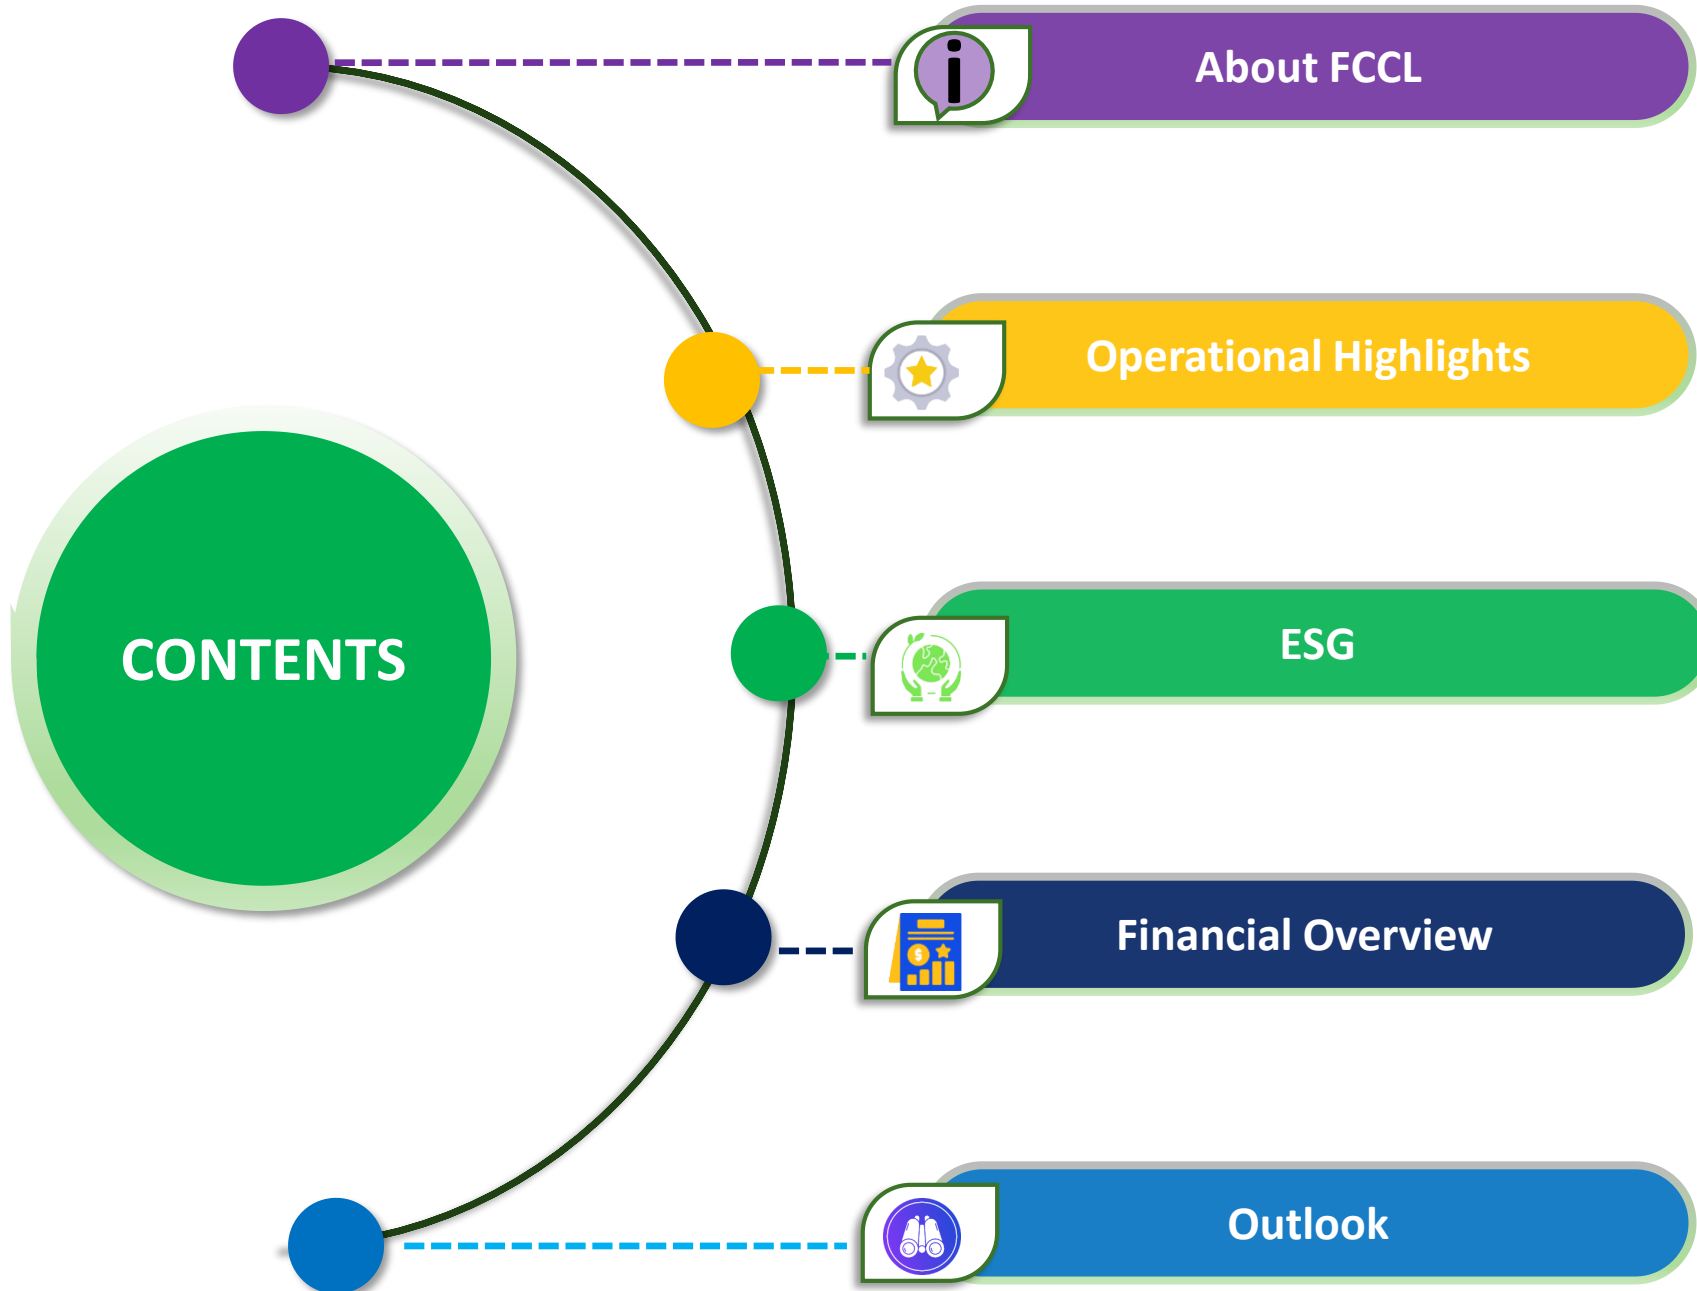 CONTENTS
About FCCL
Operational Highlights
ESG
Financial Overview
Outlook